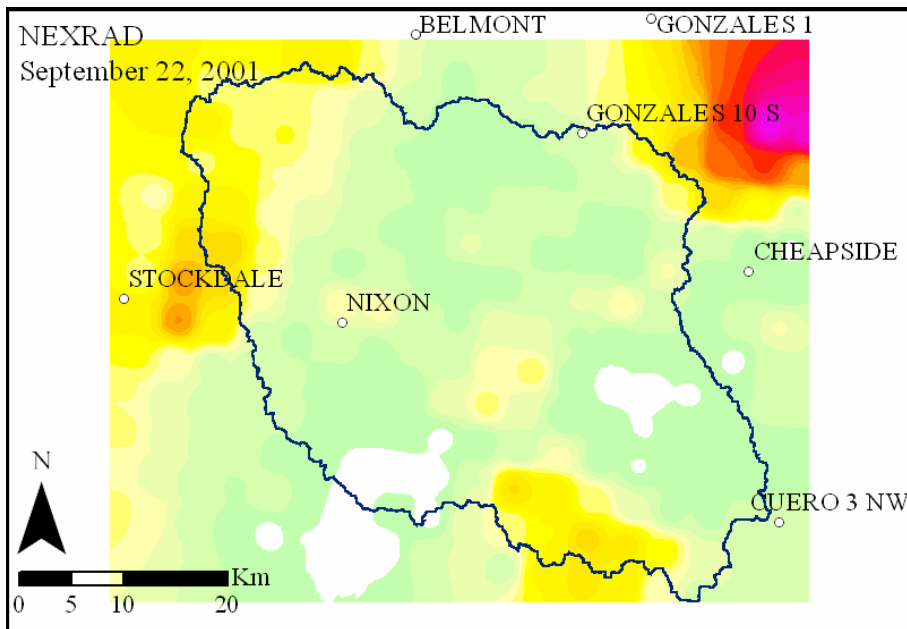 NEXRAD
September 22, 2001
BELMONT
GONZALES 1
GONZALES 10 S
CHEAPSIDE
STOCKDALE
NIXON
CUERO 3 NW
N
Km
0 5 10 20